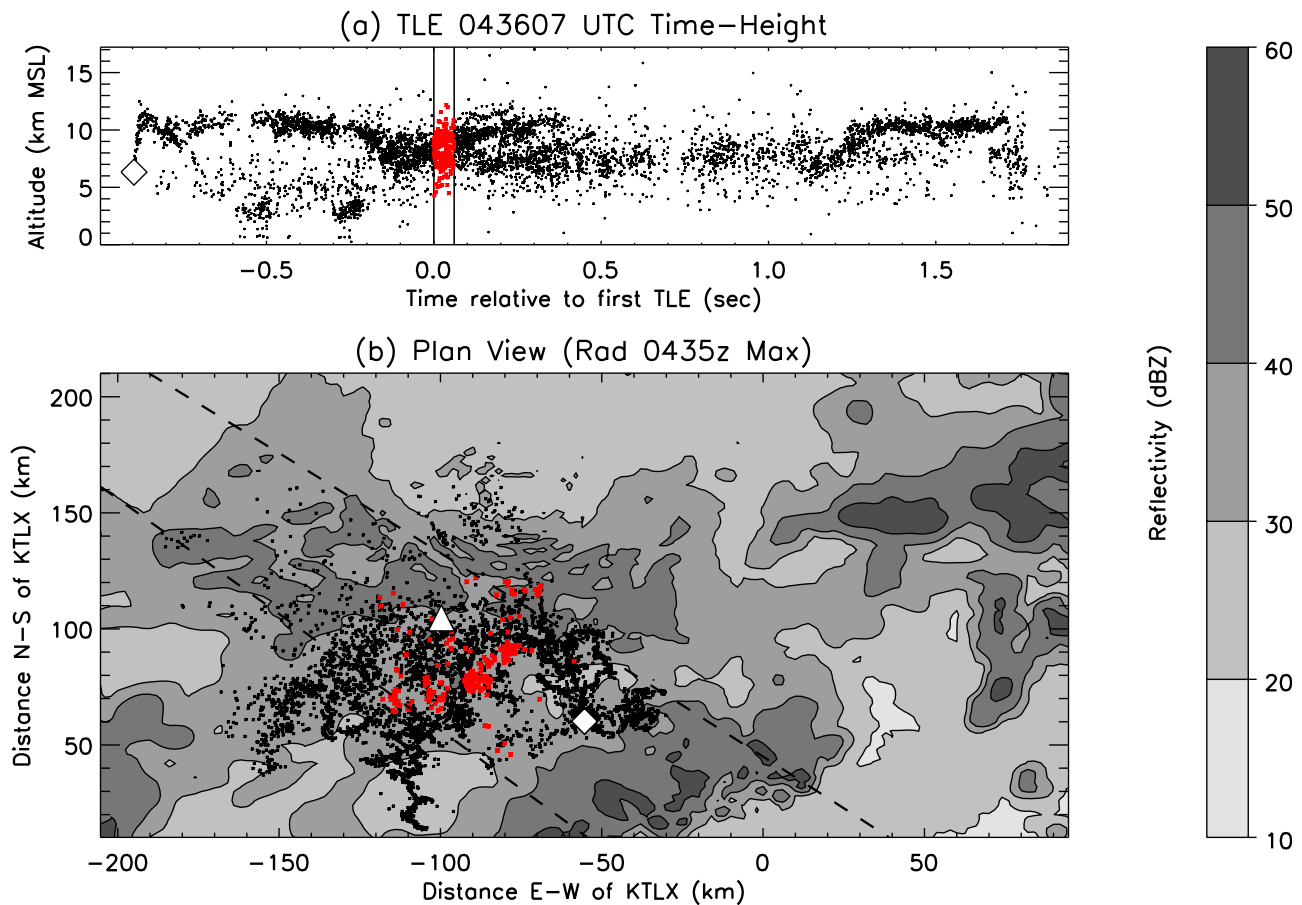 (a) TLE 043607 UTC Time-Height
Altitude (km MSL)
15
10
5
0
-0.5 0.0 0.5 1.0 1.5
Time relative to first TLE (sec)
(b) Plan View (Rad 0435z Max)
Distance N-S of KTLX (km)
200
150
100
50
-200 -150 -100 -50 0 50
Distance E-W of KTLX (km)
Reflectivity (dBZ)
60
50
40
30
20
10